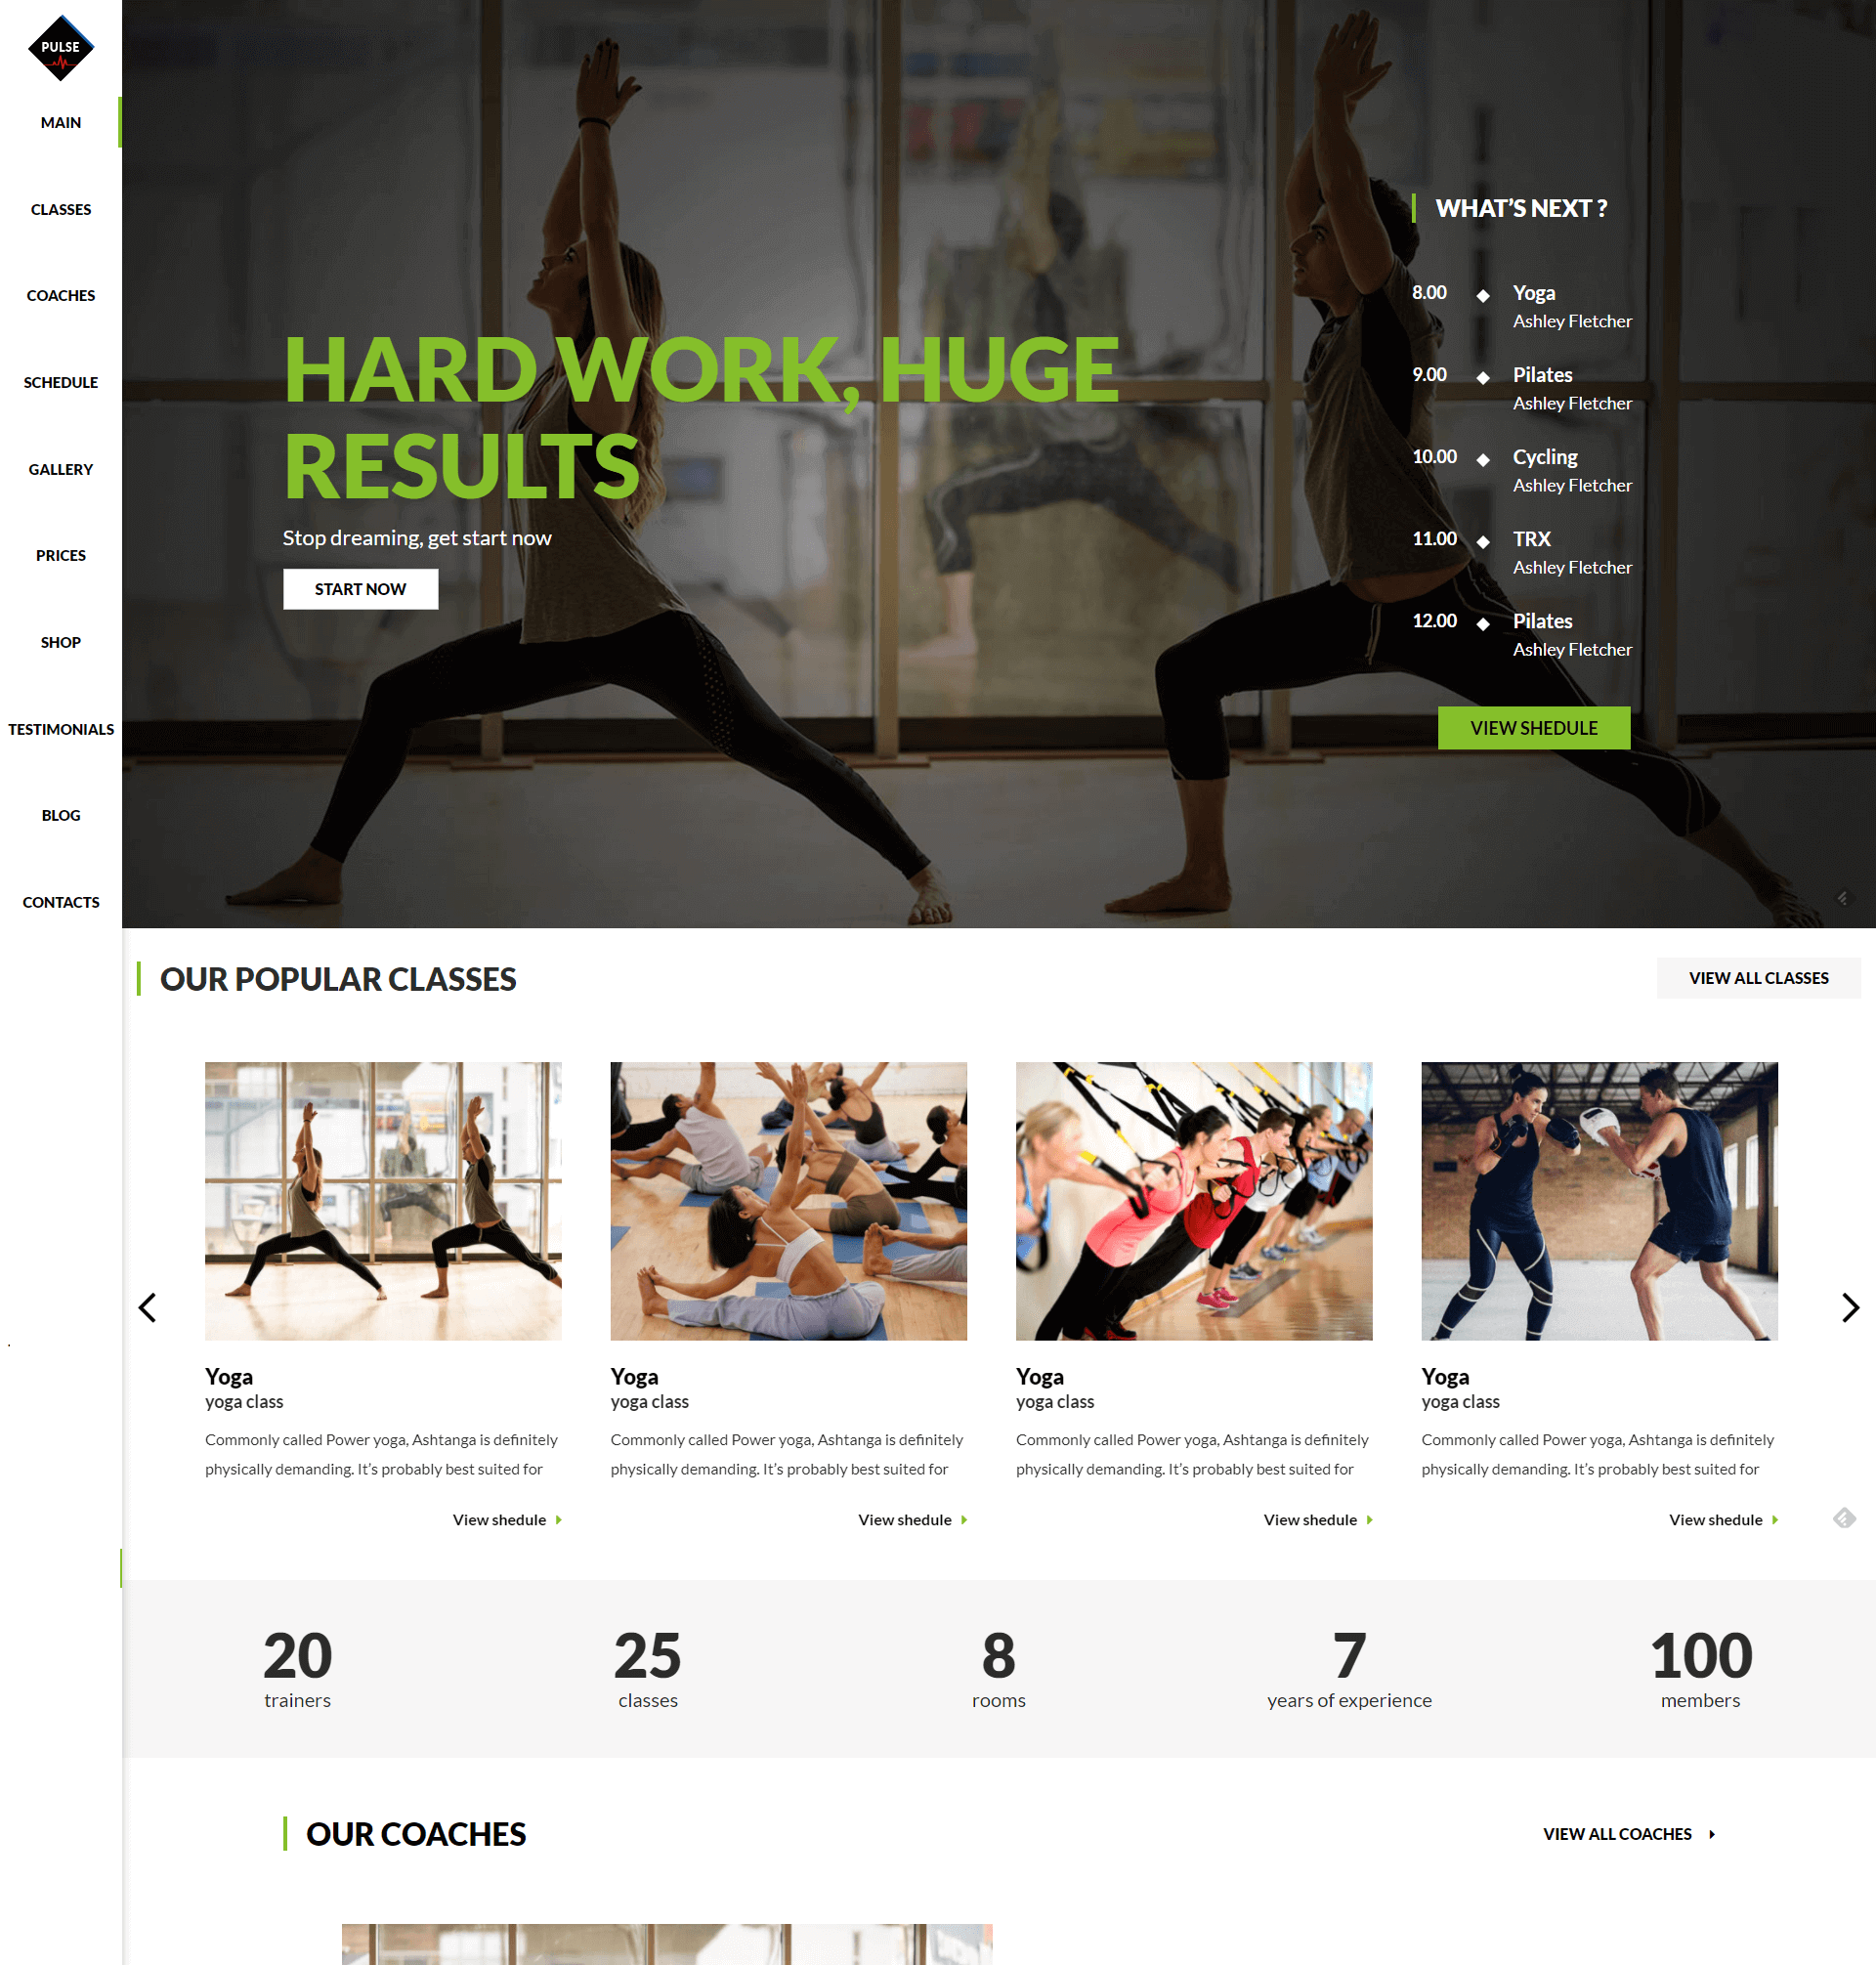 PULSE
MAIN
CLASSES
COACHES
SCHEDULE
GALLERY
PRICES
SHOP
TESTIMONIALS
BLOG
CONTACTS
HARD WORK, HUGE
RESULTS
Stop dreaming, get start now
START NOW
WHAT'S NEXT ?
8.00 Yoga
Ashley Fletcher
9.00 Pilates
Ashley Fletcher
10.00 Cycling
Ashley Fletcher
11.00 TRX
Ashley Fletcher
12.00 Pilates
Ashley Fletcher
VIEW SHEDULE
OUR POPULAR CLASSES
VIEW ALL CLASSES
Yoga
yoga class
Commonly called Power yoga, Ashtanga is definitely
physically demanding. It's probably best suited for
View shedule
Yoga
yoga class
Commonly called Power yoga, Ashtanga is definitely
physically demanding. It's probably best suited for
View shedule
Yoga
yoga class
Commonly called Power yoga, Ashtanga is definitely
physically demanding. It's probably best suited for
View shedule
Yoga
yoga class
Commonly called Power yoga, Ashtanga is definitely
physically demanding. It's probably best suited for
View shedule
20
trainers
25
classes
8
rooms
7
years of experience
100
members
OUR COACHES
VIEW ALL COACHES